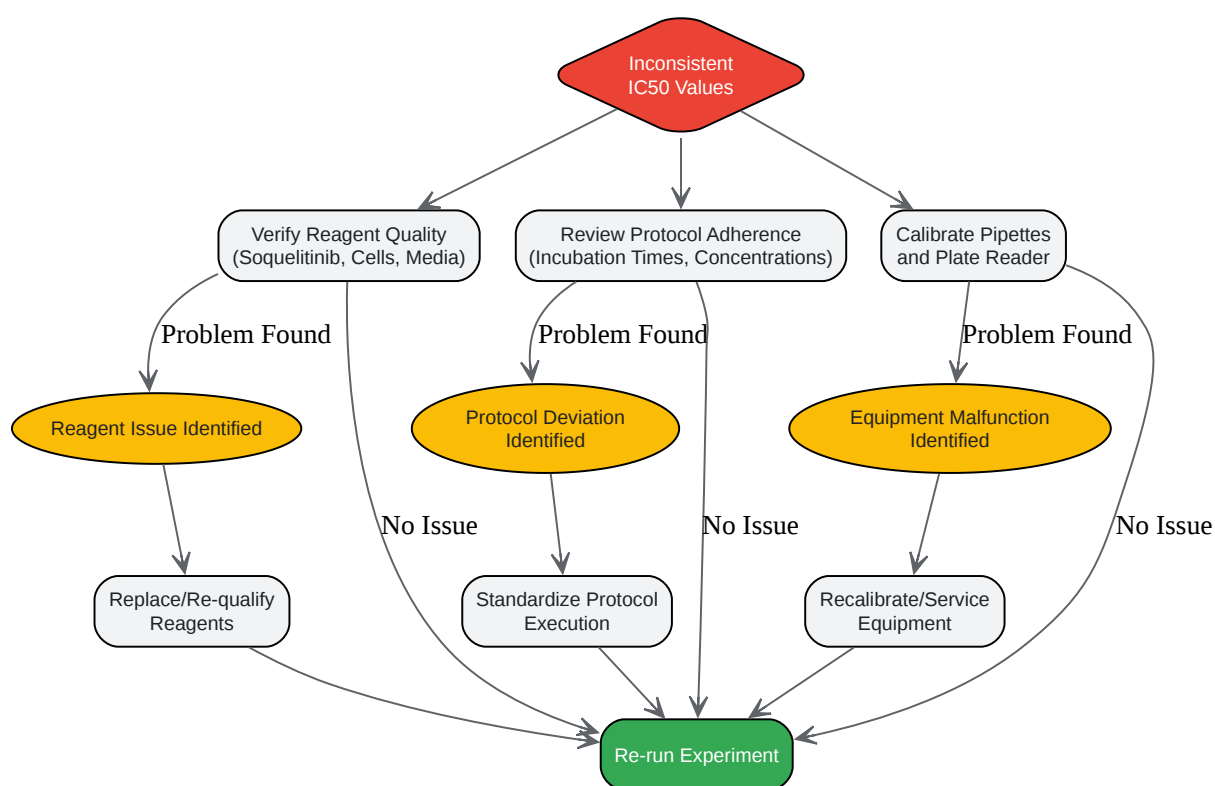 Inconsistent
IC50 Values
Verify Reagent Quality
(Soquelitinib, Cells, Media)
Review Protocol Adherence
(Incubation Times, Concentrations)
Calibrate Pipettes
and Plate Reader
Problem Found
Problem Found
Problem Found
Reagent Issue Identified
Protocol Deviation
Identified
Equipment Malfunction
Identified
No Issue
No Issue
No Issue
Replace/Re-qualify
Reagents
Standardize Protocol
Execution
Recalibrate/Service
Equipment
Re-run Experiment